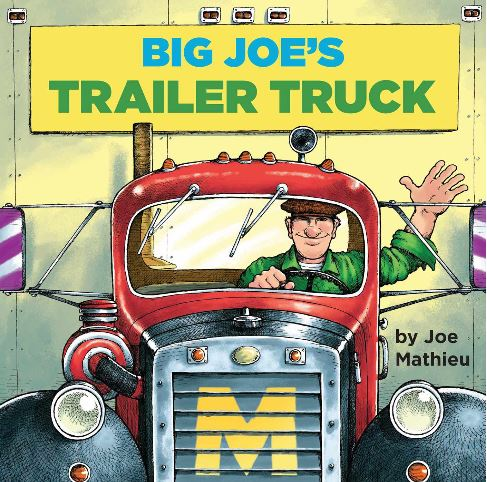 BIG JOE'S
TRAILER TRUCK
by Joe
Mathieu
M